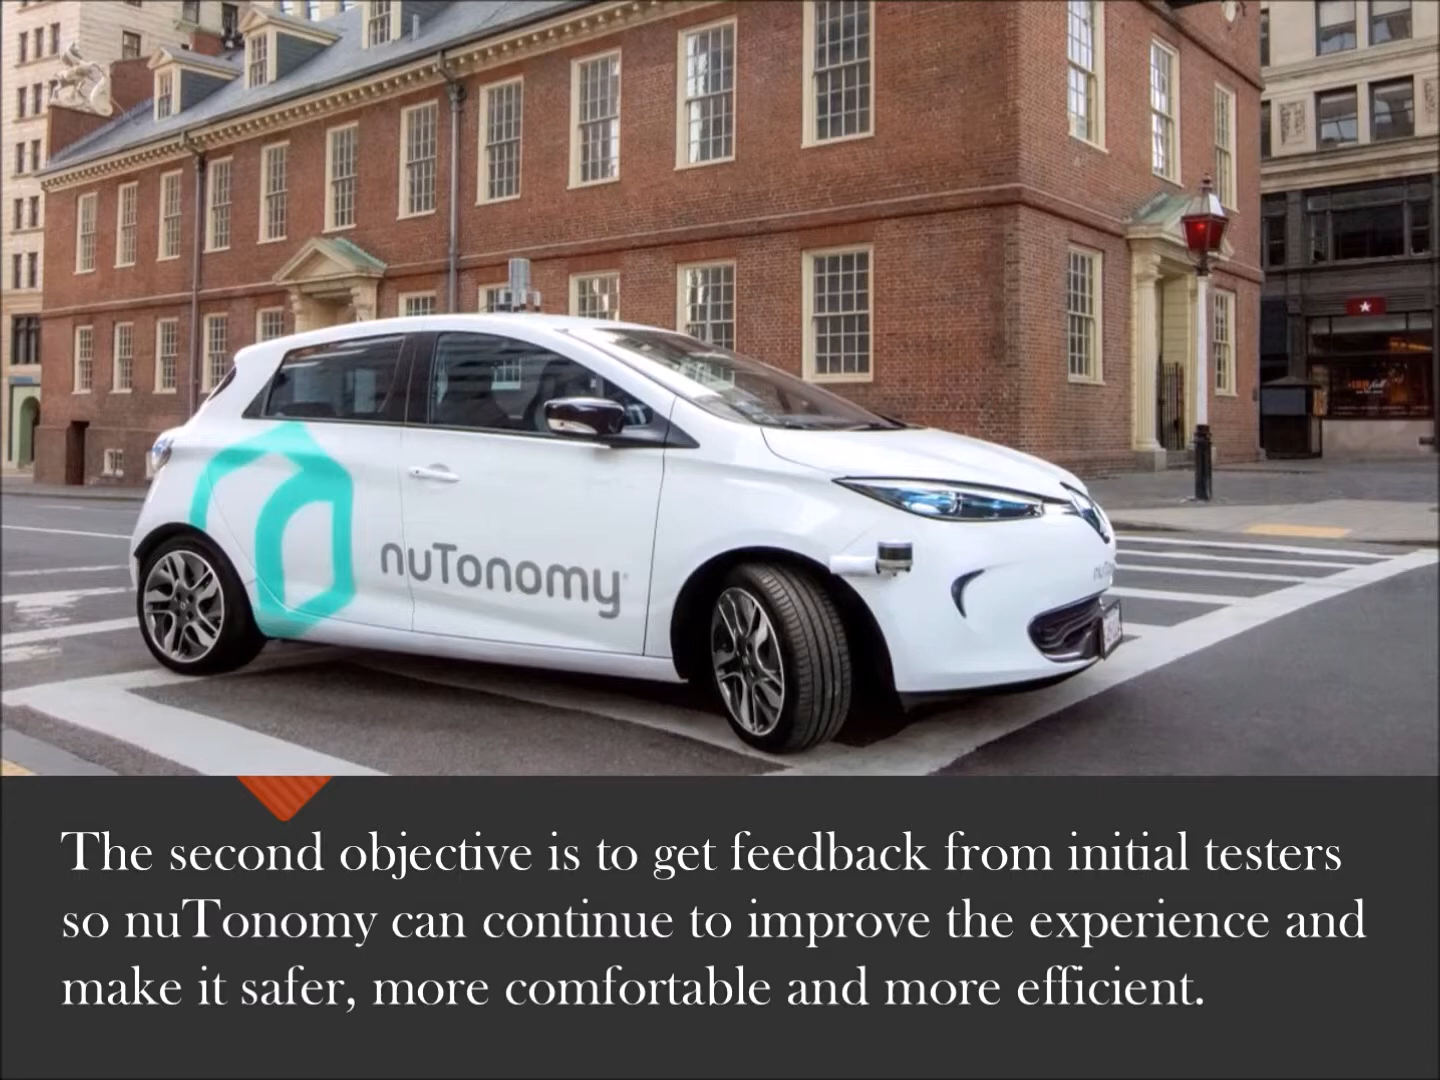 nuTonomy
The second objective is to get feedback from initial testers
so nuTonomy can continue to improve the experience and
make it safer, more comfortable and more efficient.